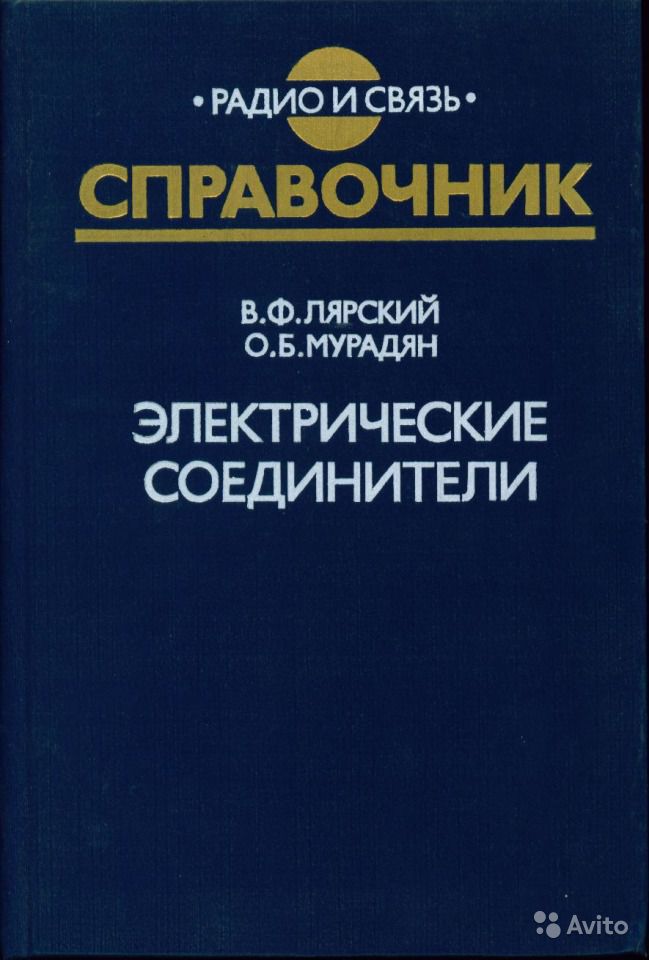 • РАДИО И СВЯЗЬ •
СПРАВОЧНИК
В.Ф.ЛЯРСКИЙ
О.Б.МУРАДЯН
ЭЛЕКТРИЧЕСКИЕ
СОЕДИНИТЕЛИ
Avito